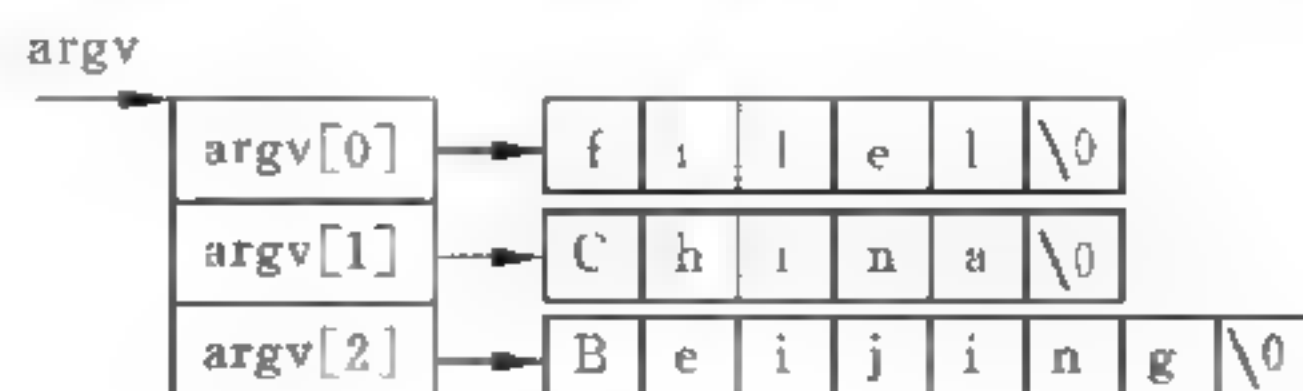 argv
argv[0] f i l e 1 \0
argv[1] C h i n a \0
argv[2] B e i j i n g \0